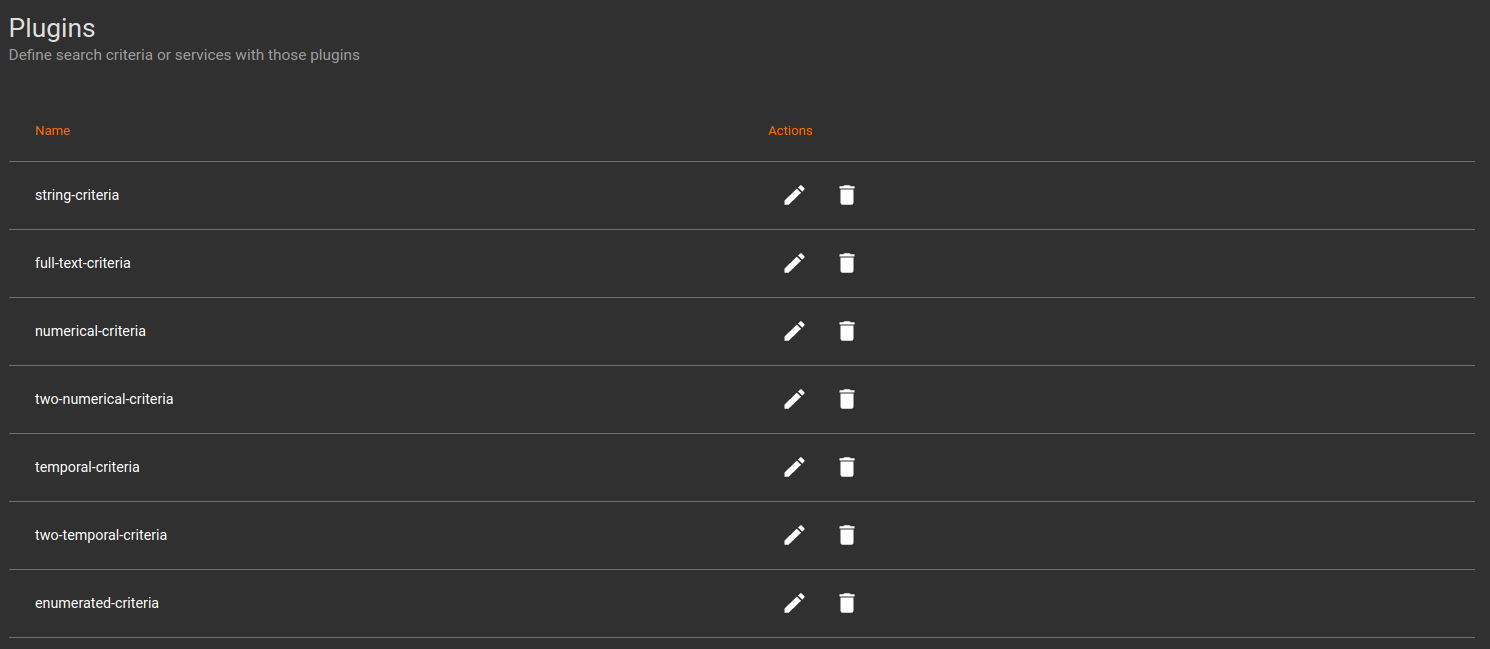 Plugins
Define search criteria or services with those plugins
Name Actions
string-criteria
full-text-criteria
numerical-criteria
two-numerical-criteria
temporal-criteria
two-temporal-criteria
enumerated-criteria